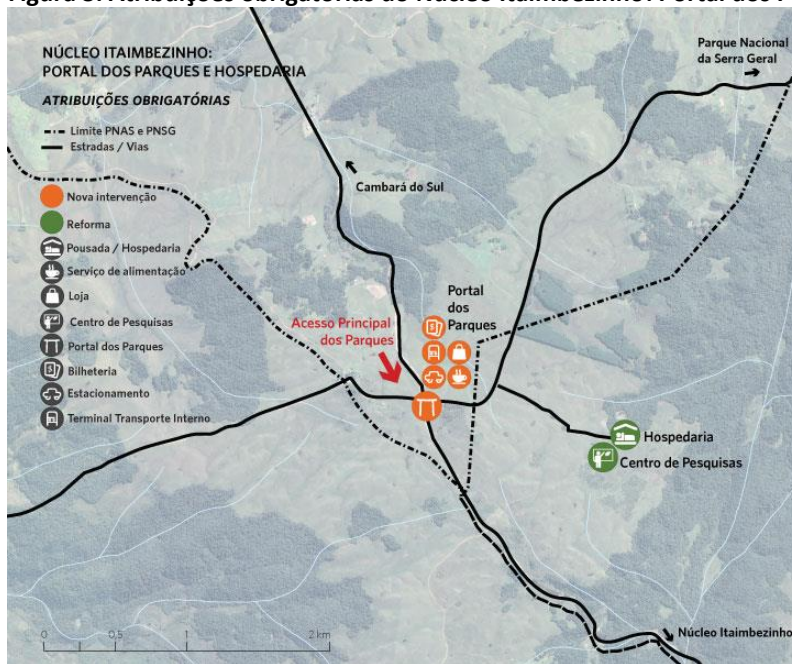 NÚCLEO ITAIMBEZINHO:
PORTAL DOS PARQUES E HOSPEDARIA
ATRIBUIÇÕES OBRIGATÓRIAS
Limite PNAS e PNSG
Estradas / Vias
Nova intervenção
Reforma
Pousada / Hospedaria
Serviço de alimentação
Loja
Centro de Pesquisas
Portal dos Parques
Bilheteria
Estacionamento
Terminal Transporte Interno
Parque Nacional
da Serra Geral
Cambará do Sul
Portal
dos
Parques
Acesso Principal
dos Parques
Hospedaria
Centro de Pesquisas
Núcleo Itaimbezinho
0 0,5 1 2 km